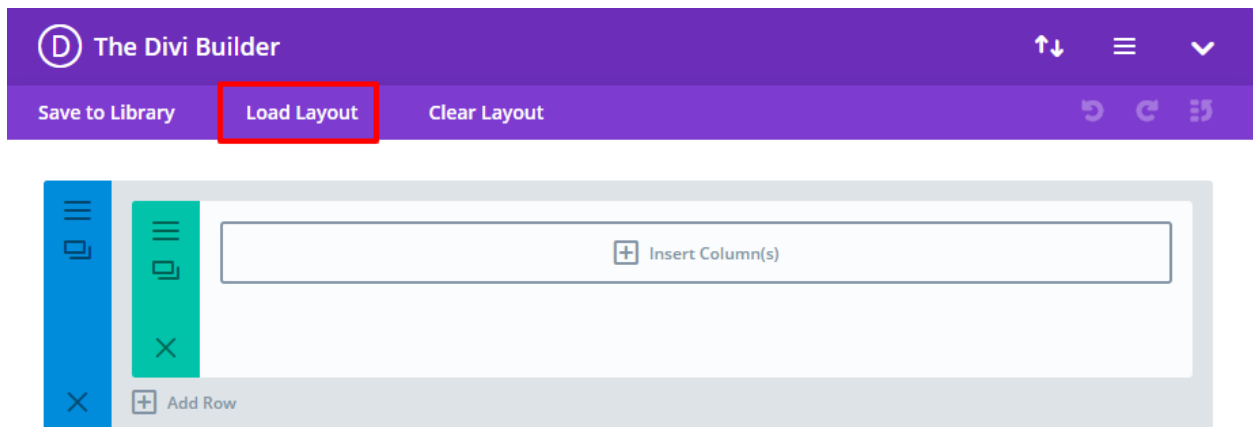 D The Divi Builder
Save to Library Load Layout Clear Layout
Insert Column(s)
Add Row